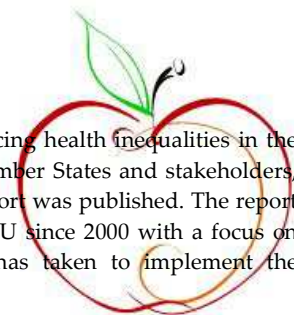 cing health inequalities in the
mber States and stakeholders,
ort was published. The report
U since 2000 with a focus on
has taken to implement the